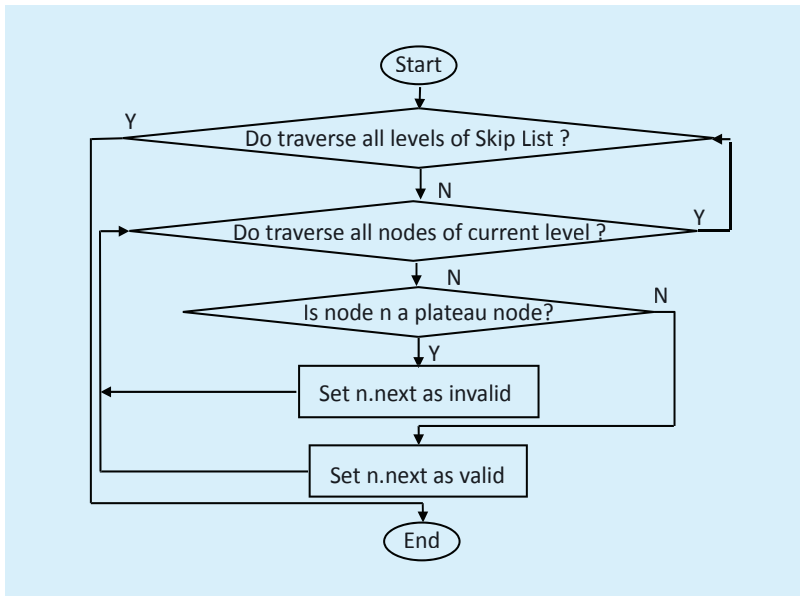 Start
Y
Do traverse all levels of Skip List ?
N
Do traverse all nodes of current level ?
Y
N
Is node n a plateau node?
N
Y
Set n.next as invalid
Set n.next as valid
End